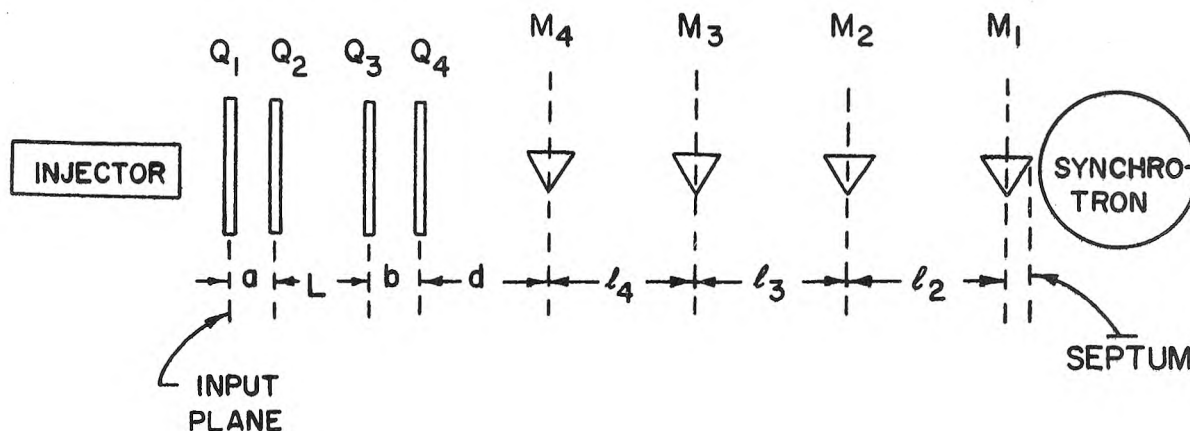 Q₁ Q₂ Q₃ Q₄ M₄ M₃ M₂ M₁
INJECTOR
SYNCHRO-
TRON
a L b d ℓ₄ ℓ₃ ℓ₂
SEPTUM
INPUT
PLANE